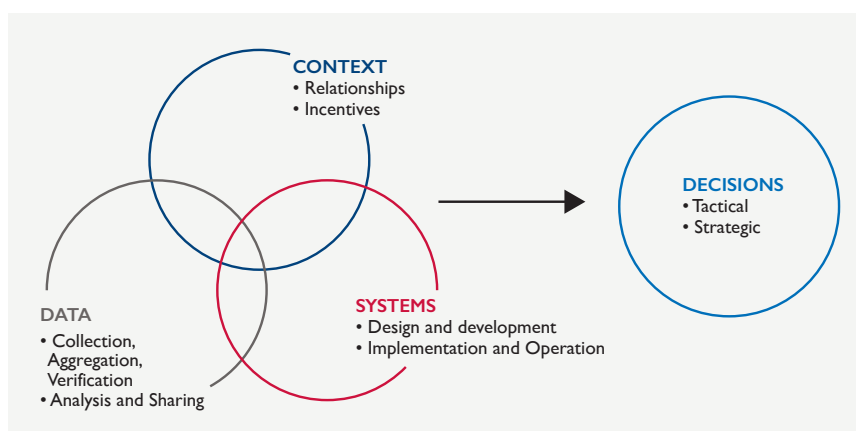 CONTEXT
• Relationships
• Incentives
DECISIONS
• Tactical
• Strategic
DATA
• Collection,
Aggregation,
Verification
• Analysis and Sharing
SYSTEMS
• Design and development
• Implementation and Operation